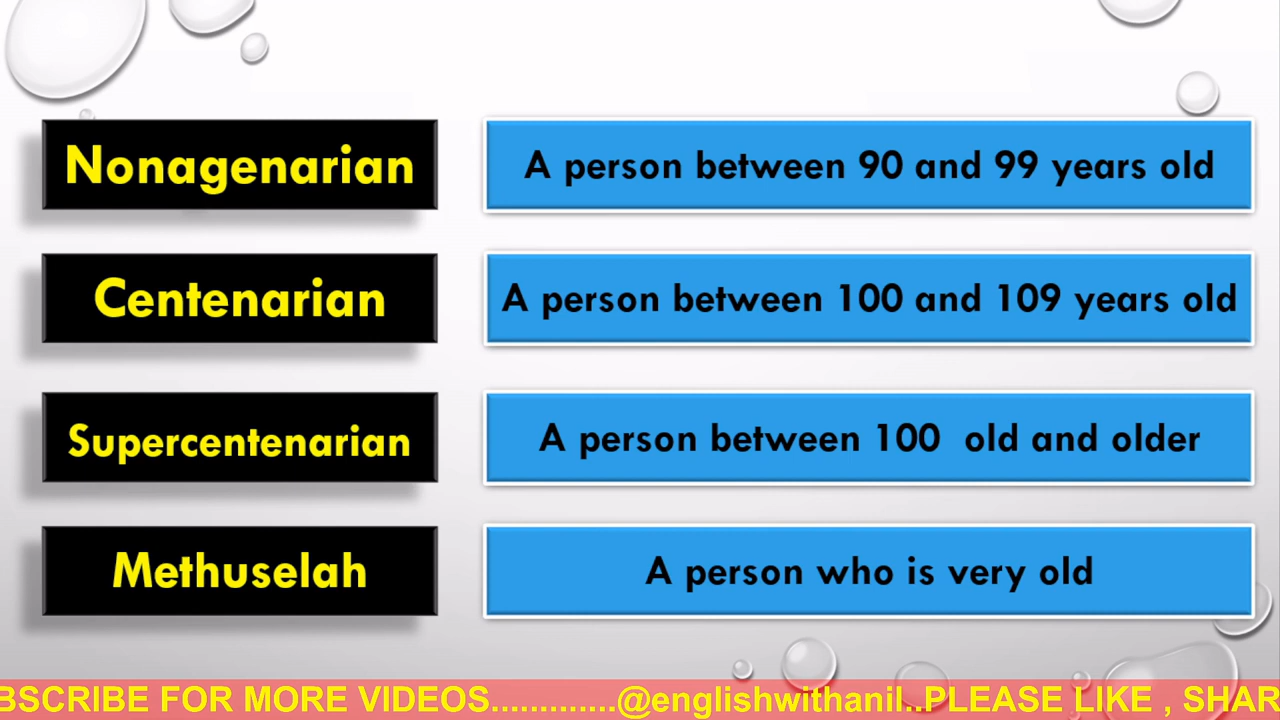 Nonagenarian
A person between 90 and 99 years old
Centenarian
A person between 100 and 109 years old
Supercentenarian
A person between 100  old and older
Methuselah
A person who is very old
BSCRIBE FOR MORE VIDEOS.............@englishwithanil..PLEASE LIKE , SHAR